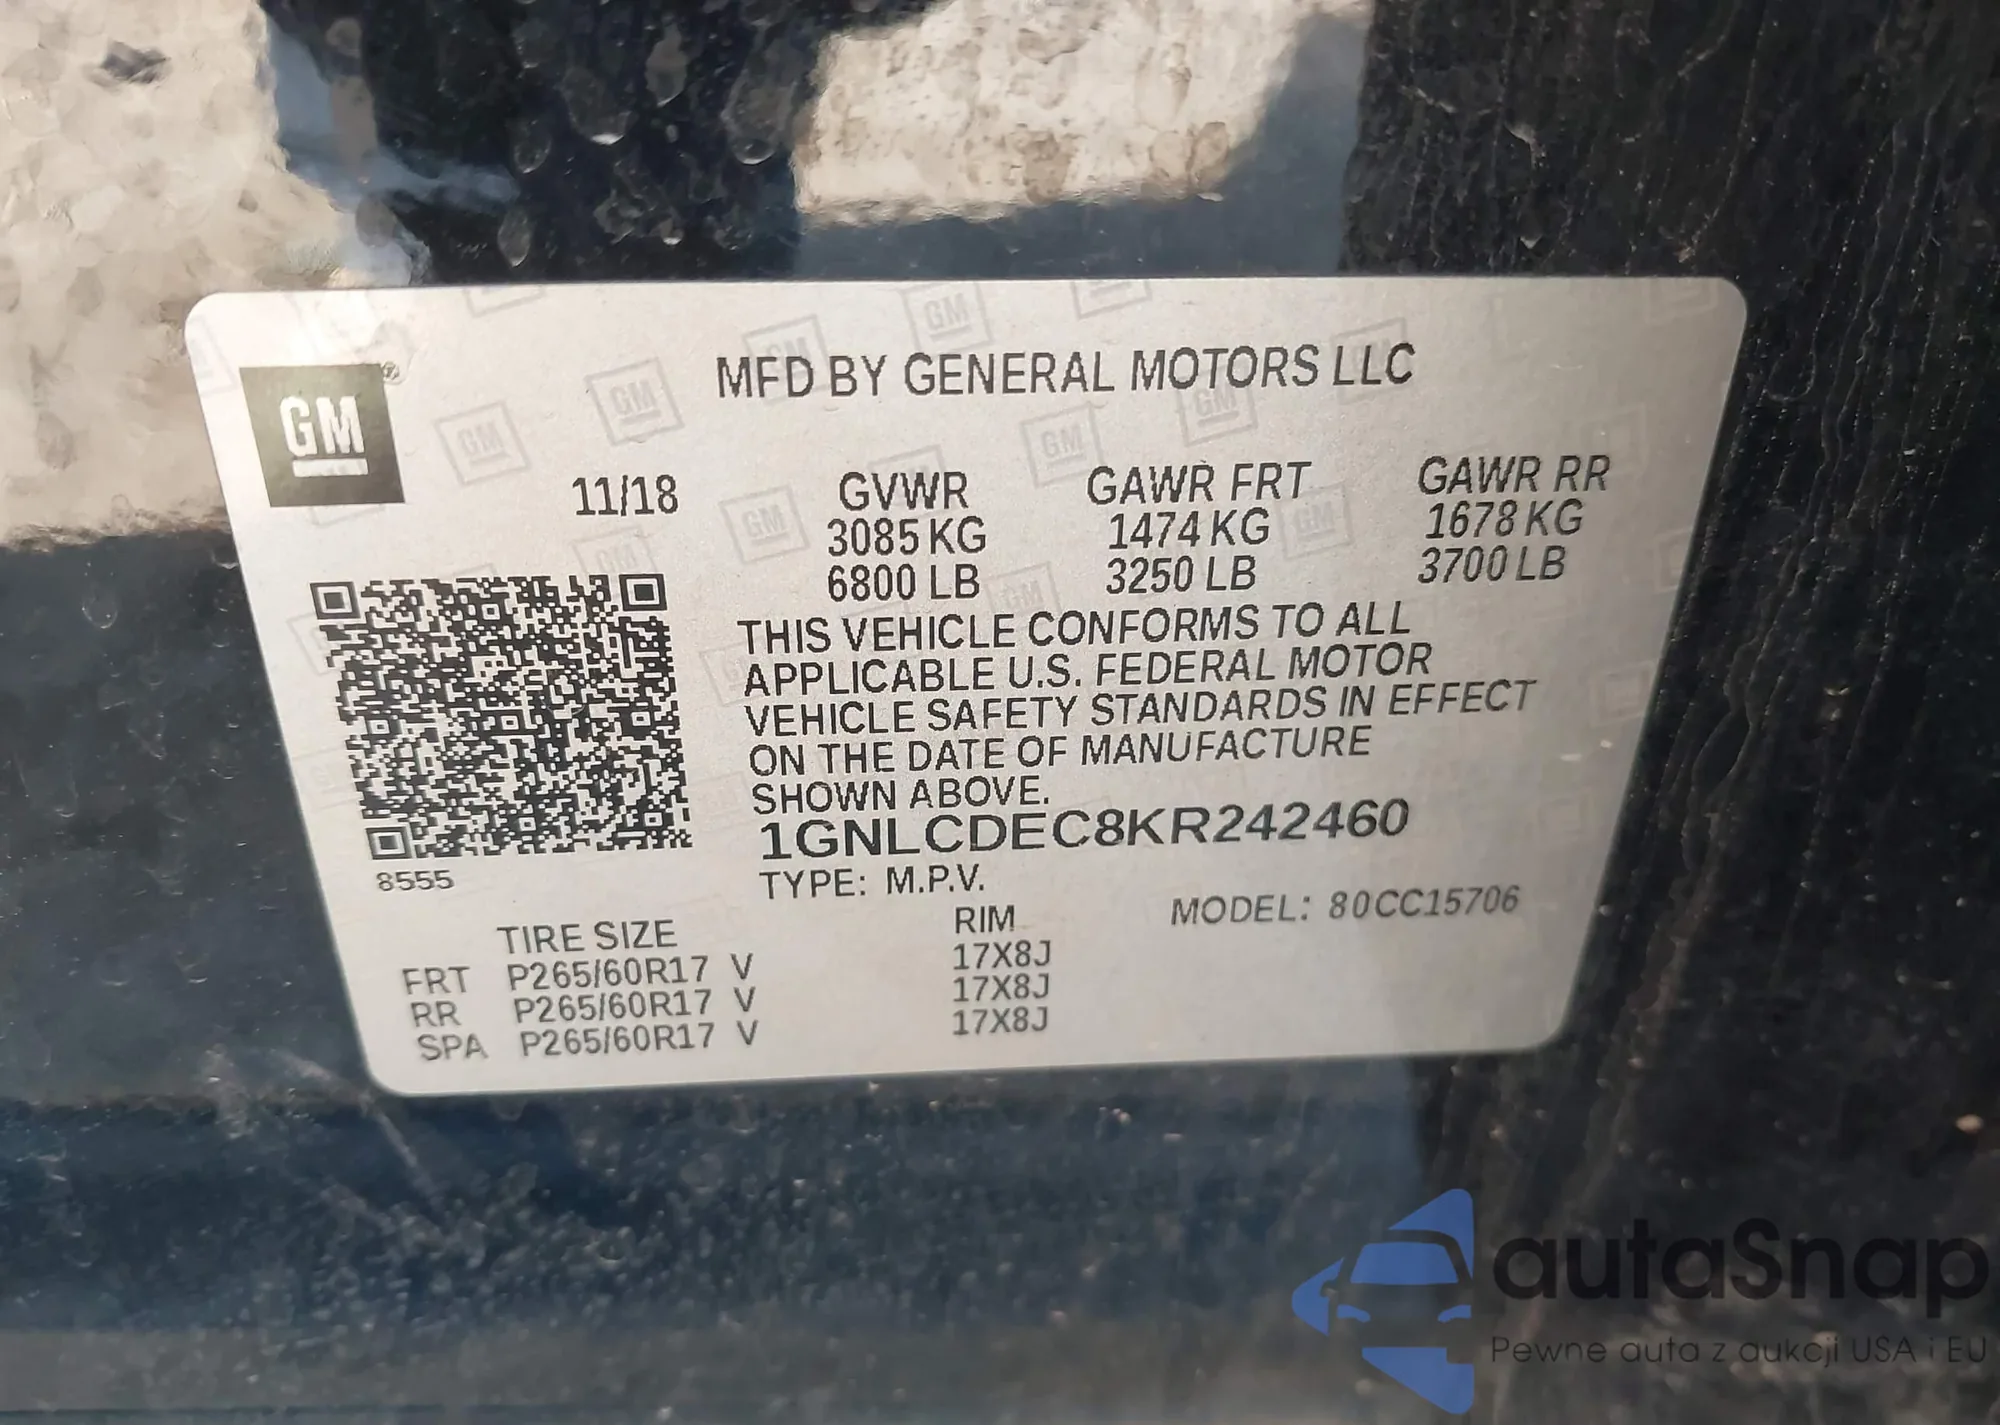 MFD BY GENERAL MOTORS LLC
GM
11/18 GVWR GAWR FRT GAWR RR
3085 KG 1474 KG 1678 KG
6800 LB 3250 LB 3700 LB
THIS VEHICLE CONFORMS TO ALL
APPLICABLE U.S. FEDERAL MOTOR
VEHICLE SAFETY STANDARDS IN EFFECT
ON THE DATE OF MANUFACTURE
SHOWN ABOVE.
1GNLCDEC8KR242460
8555
TYPE: M.P.V. MODEL: 80CC15706
TIRE SIZE RIM
FRT P265/60R17 V 17X8J
RR P265/60R17 V 17X8J
SPA P265/60R17 V 17X8J
autaSnap
Pewne auta z aukcji USA i EU